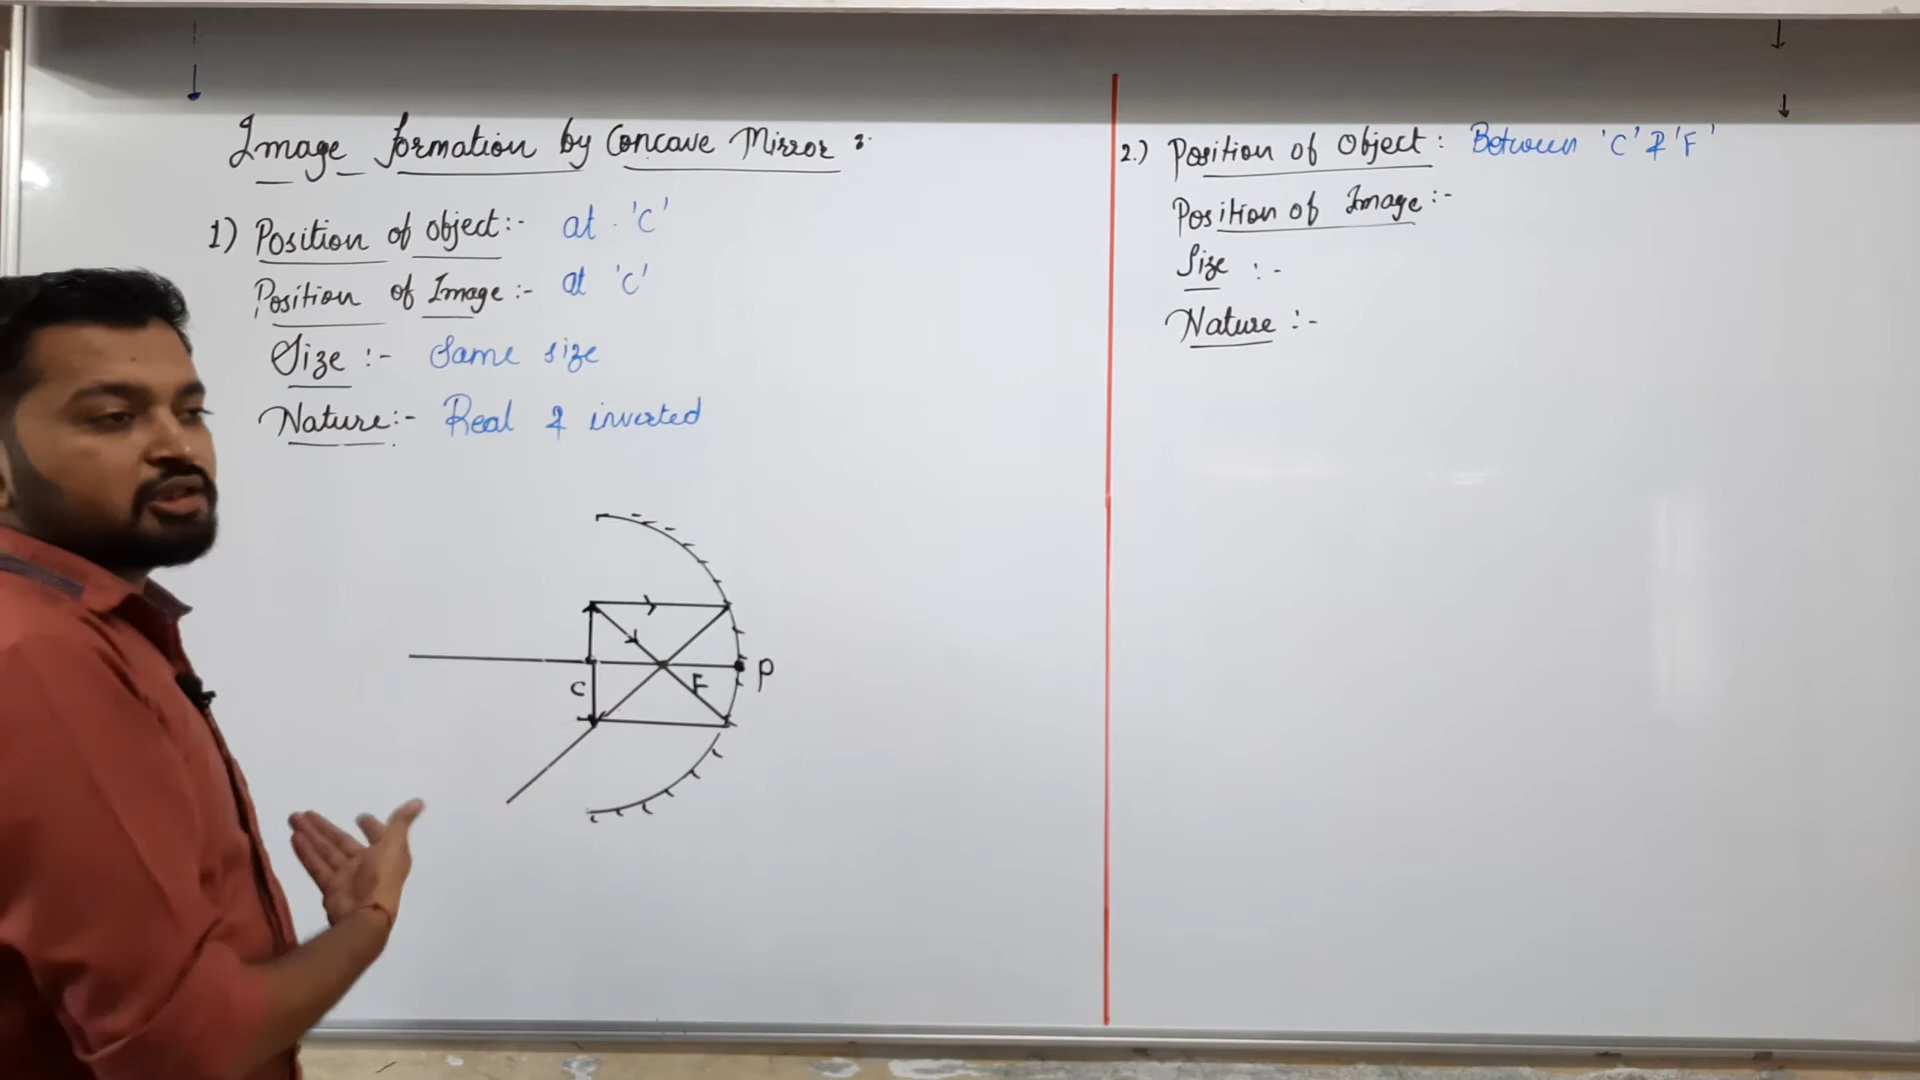 Image formation by Concave Mirror :
1) Position of object:- at 'C'
Position of Image:- at 'C'
Size :- Same size
Nature:- Real & inverted
C
F
P
2.) Position of Object: Between 'C' & 'F'
Position of Image:-
Size :-
Nature :-